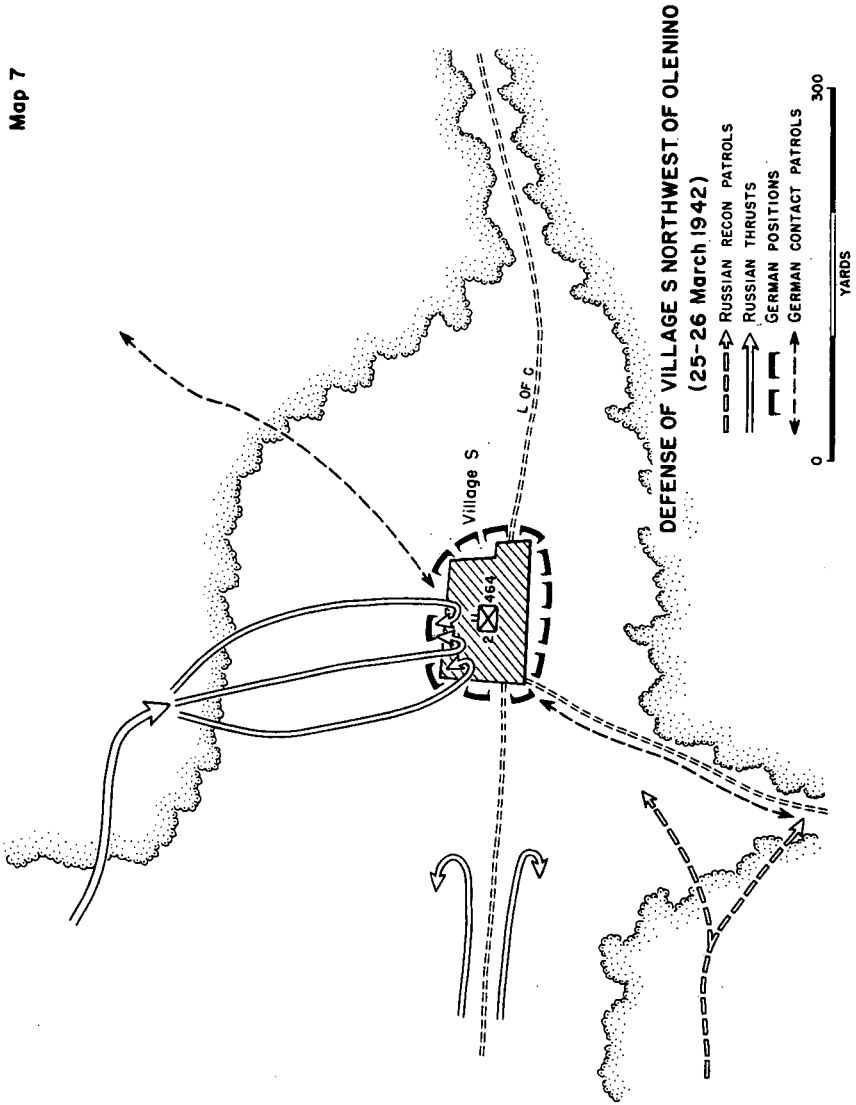 Map 7
Village S
L OF C
2 II 464
DEFENSE OF VILLAGE S NORTHWEST OF OLENINO
(25-26 March 1942)
RUSSIAN RECON PATROLS
RUSSIAN THRUSTS
GERMAN POSITIONS
GERMAN CONTACT PATROLS
0 300
YARDS